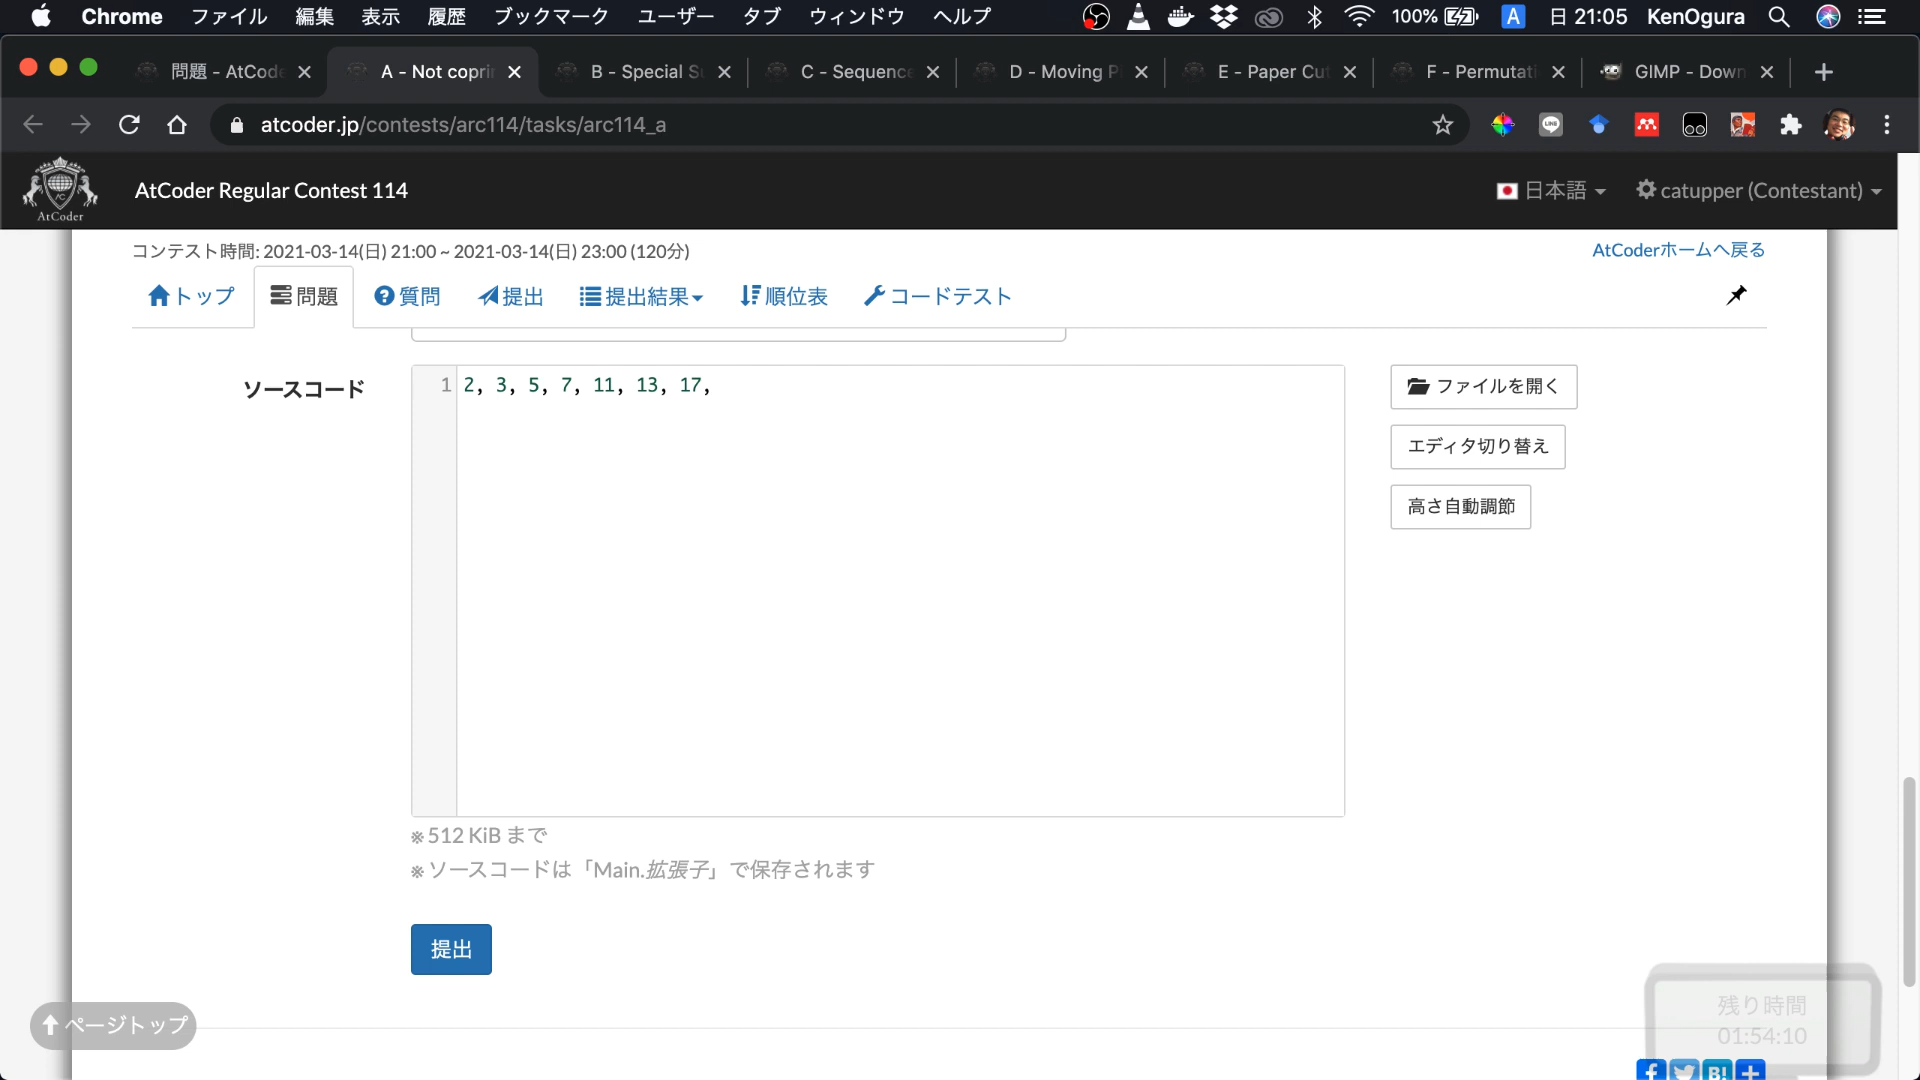 Chrome ファイル 編集 表示 履歴 ブックマーク ユーザー タブ ウィンドウ ヘルプ 100% A 日 21:05 KenOgura
問題 - AtCode A - Not coprin B - Special Su C - Sequence D - Moving P E - Paper Cut F - Permutati GIMP - Down
atcoder.jp/contests/arc114/tasks/arc114_a
AtCoder
AtCoder Regular Contest 114
日本語
catupper (Contestant)
コンテスト時間: 2021-03-14(日) 21:00 ~ 2021-03-14(日) 23:00 (120分)
AtCoderホームへ戻る
トップ 問題 質問 提出 提出結果 順位表 コードテスト
ソースコード
1 2, 3, 5, 7, 11, 13, 17,
ファイルを開く
エディタ切り替え
高さ自動調節
※ 512 KiB まで
※ ソースコードは「Main.拡張子」で保存されます
提出
ページトップ
残り時間
01:54:10
B!